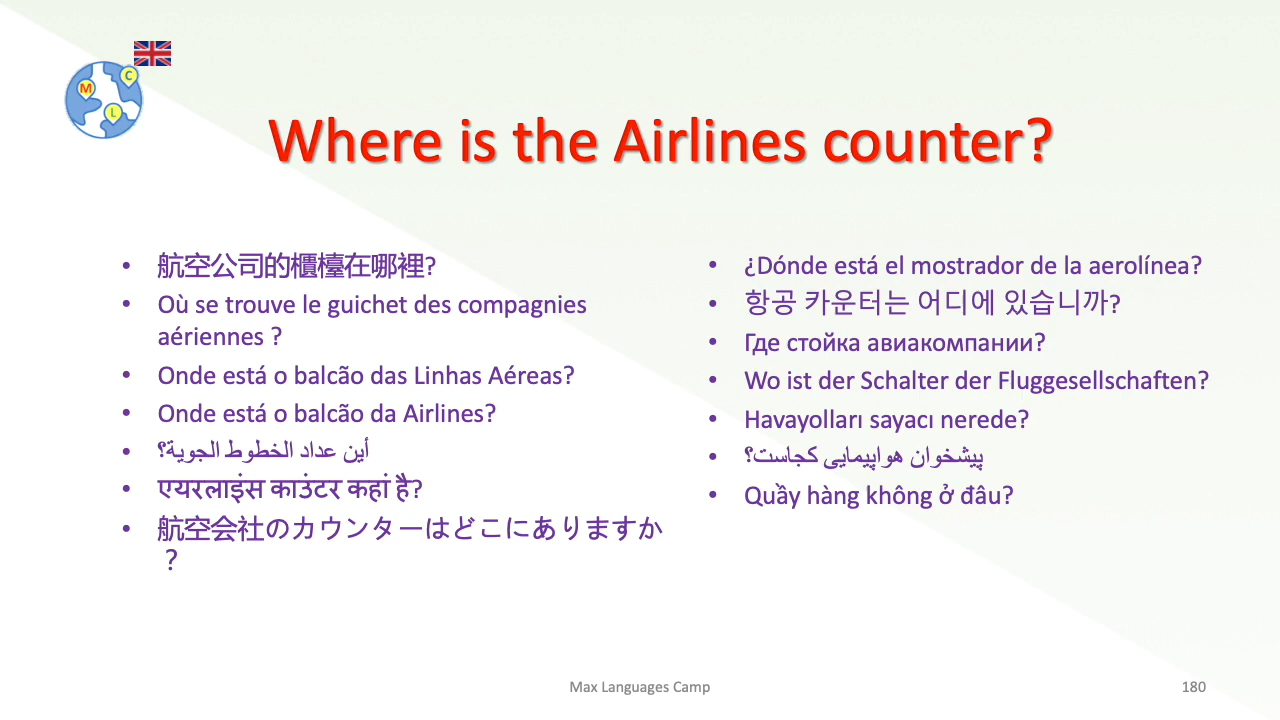 M
C
L
Where is the Airlines counter?
• 航空公司的櫃檯在哪裡?
• Où se trouve le guichet des compagnies
aériennes ?
• Onde está o balcão das Linhas Aéreas?
• Onde está o balcão da Airlines?
• أين عداد الخطوط الجوية؟
• एयरलाइंस काउंटर कहां है?
• 航空会社のカウンターはどこにありますか
？
• ¿Dónde está el mostrador de la aerolínea?
• 항공 카운터는 어디에 있습니까?
• Где стойка авиакомпании?
• Wo ist der Schalter der Fluggesellschaften?
• Havayolları sayacı nerede?
• پیشخوان هواپیمایی کجاست؟
• Quầy hàng không ở đâu?
Max Languages Camp
180